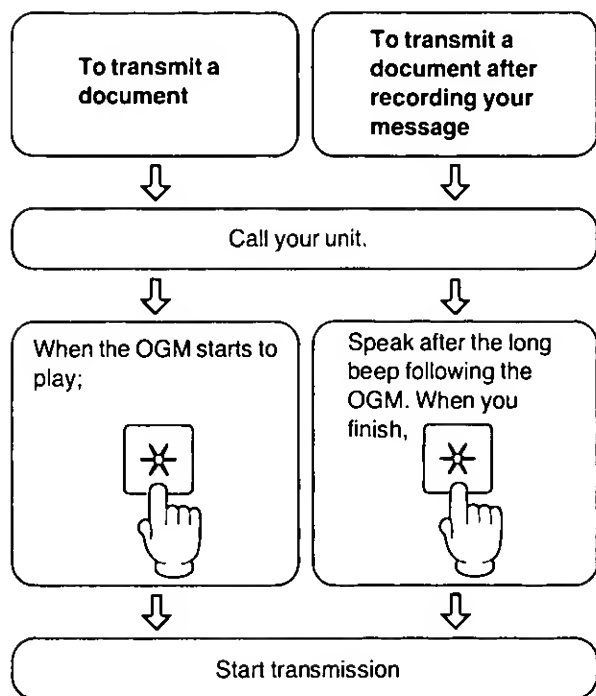 To transmit a
document
To transmit a
document after
recording your
message
Call your unit.
When the OGM starts to
play;
Speak after the long
beep following the
OGM. When you
finish,
Start transmission